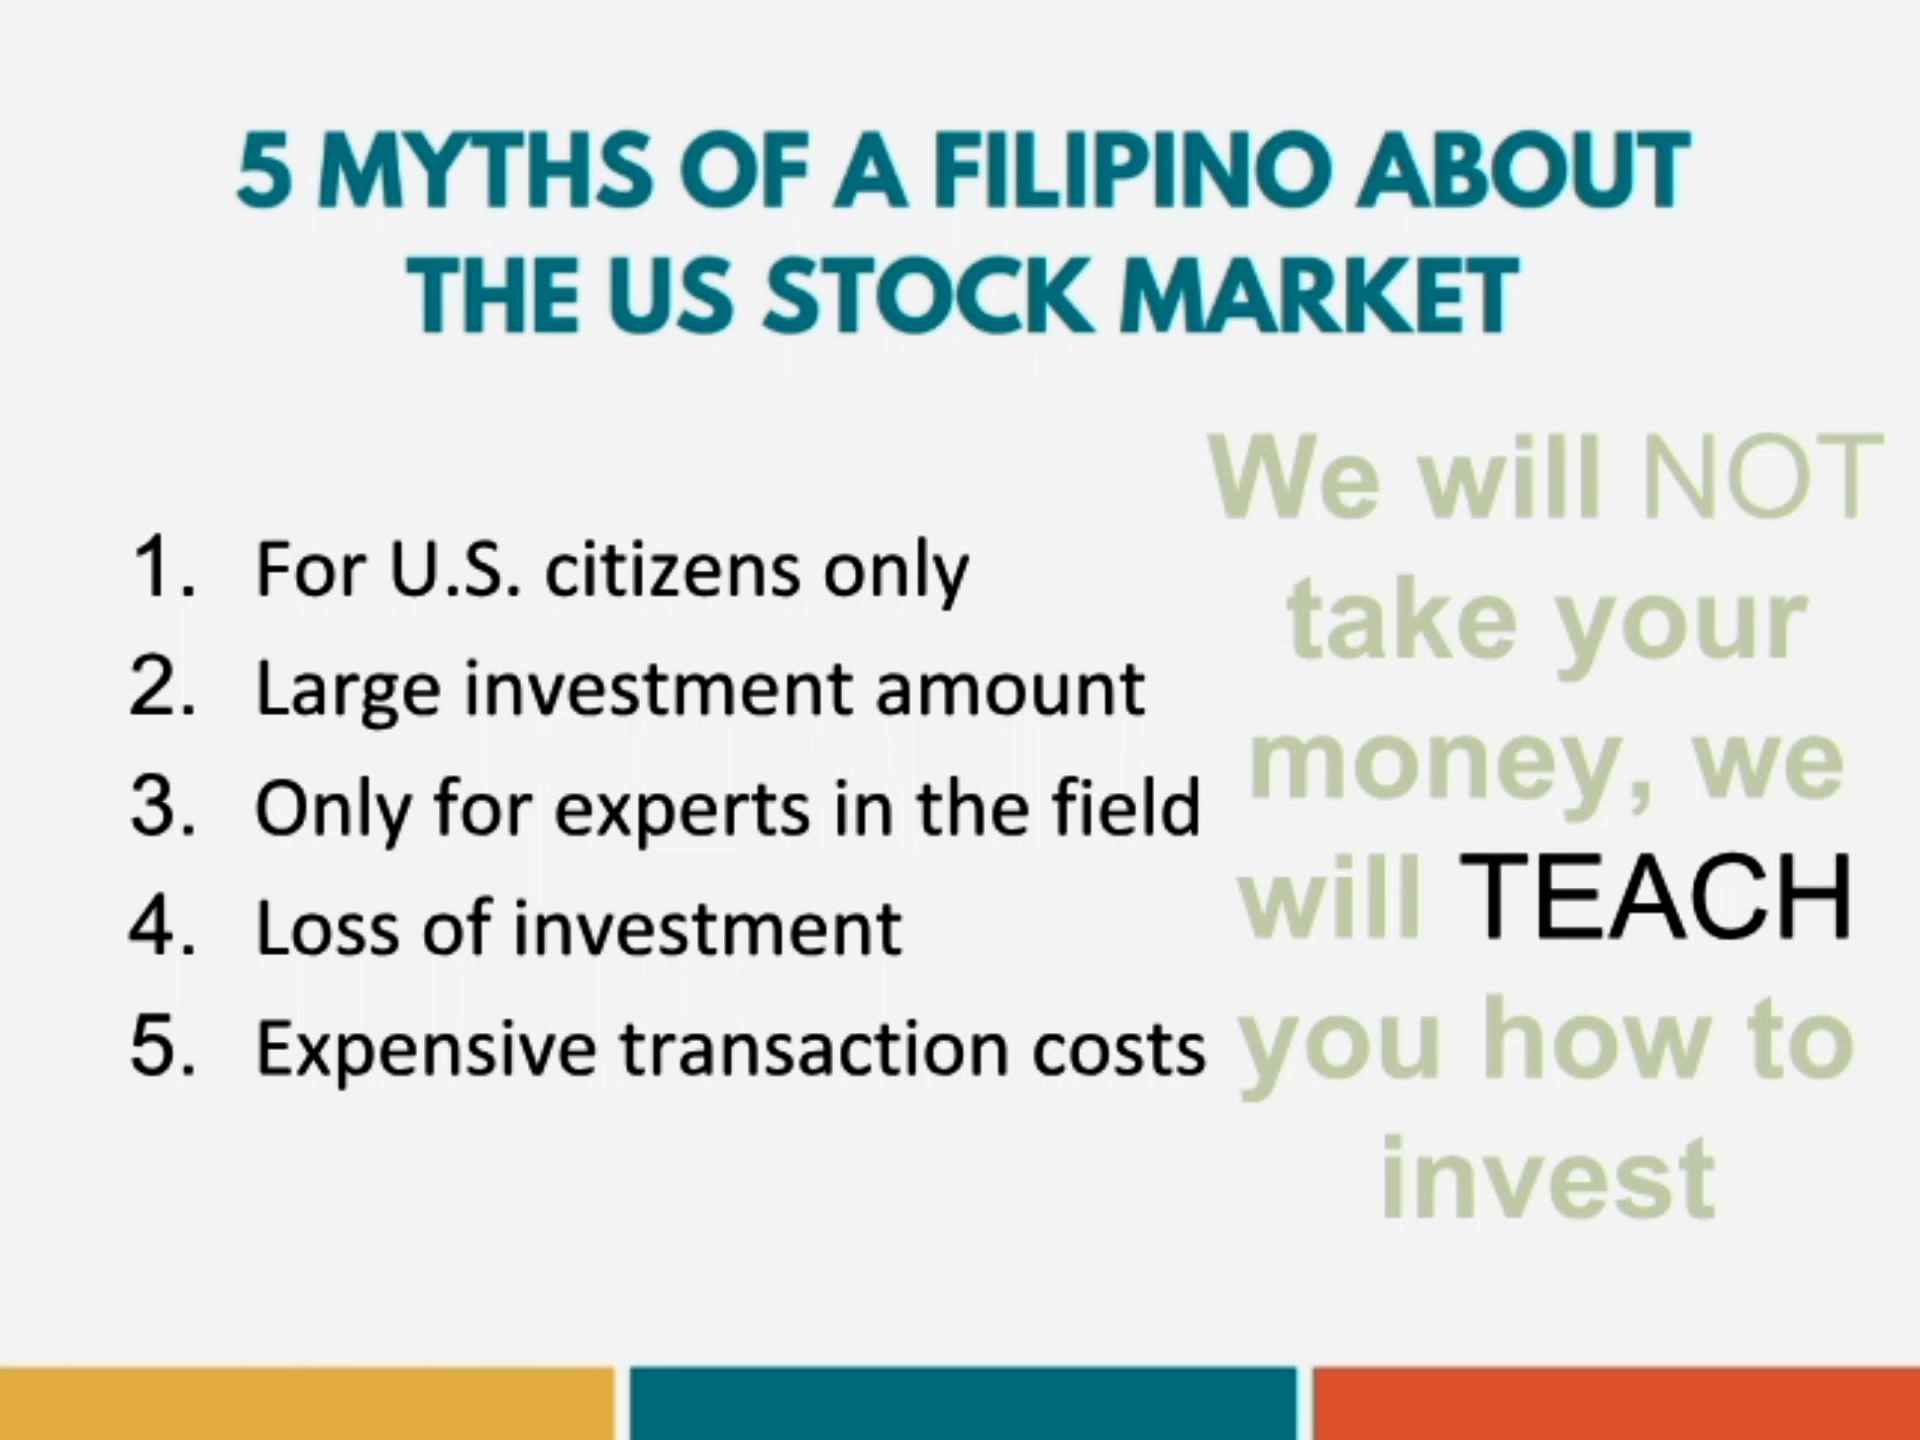 5 MYTHS OF A FILIPINO ABOUT
THE US STOCK MARKET
1. For U.S. citizens only
2. Large investment amount
3. Only for experts in the field
4. Loss of investment
5. Expensive transaction costs
We will NOT
take your
money, we
will TEACH
you how to
invest